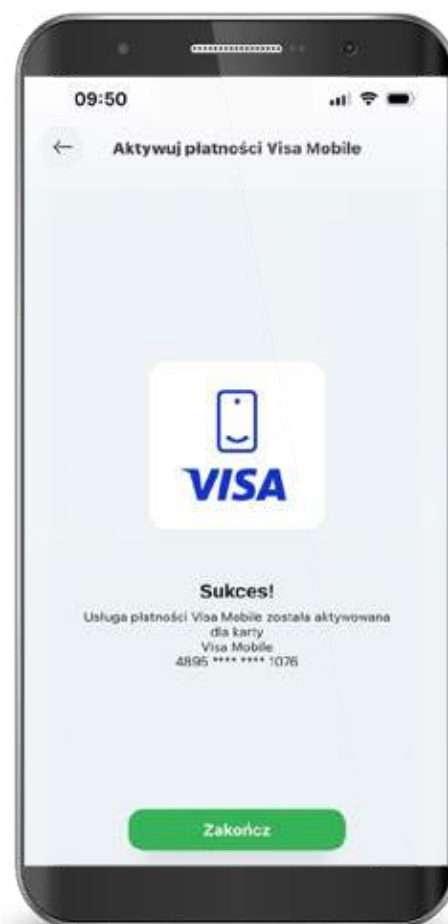 09:50
Aktywuj płatności Visa Mobile
VISA
Sukces!
Usługa płatności Visa Mobile została aktywowana
dla karty
Visa Mobile
4895 **** **** 1076
Zakończ